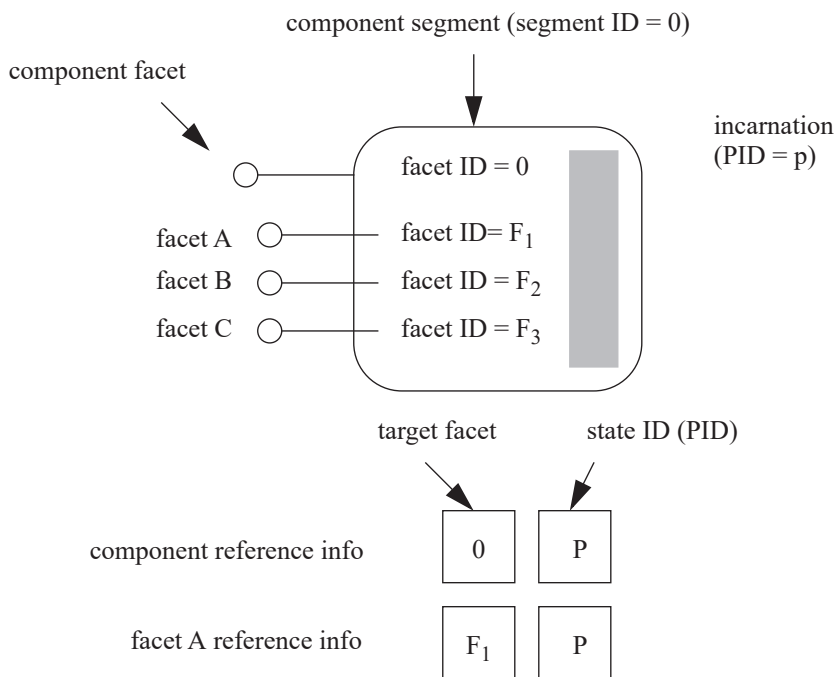 component segment (segment ID = 0)
component facet
incarnation
(PID = p)
facet ID = 0
facet A
facet ID= F1
facet B
facet ID = F2
facet C
facet ID = F3
target facet
state ID (PID)
component reference info
0
P
facet A reference info
F1
P